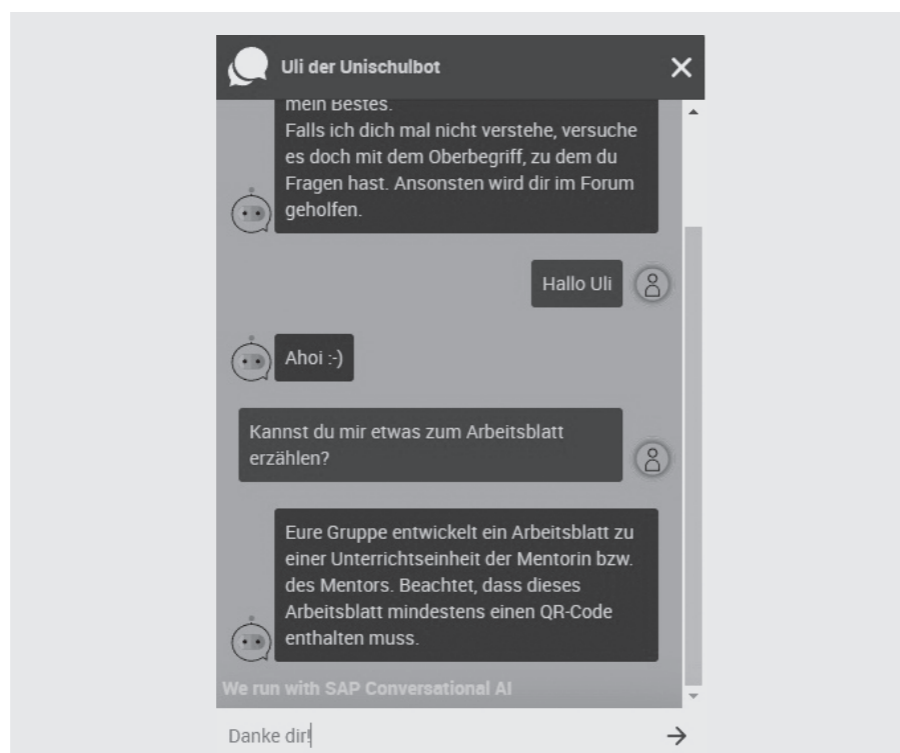 Uli der Unischulbot
mein Bestes.
Falls ich dich mal nicht verstehe, versuche
es doch mit dem Oberbegriff, zu dem du
Fragen hast. Ansonsten wird dir im Forum
geholfen.
Hallo Uli
Ahoi :-)
Kannst du mir etwas zum Arbeitsblatt
erzählen?
Eure Gruppe entwickelt ein Arbeitsblatt zu
einer Unterrichtseinheit der Mentorin bzw.
des Mentors. Beachtet, dass dieses
Arbeitsblatt mindestens einen QR-Code
enthalten muss.
We run with SAP Conversational AI
Danke dir!